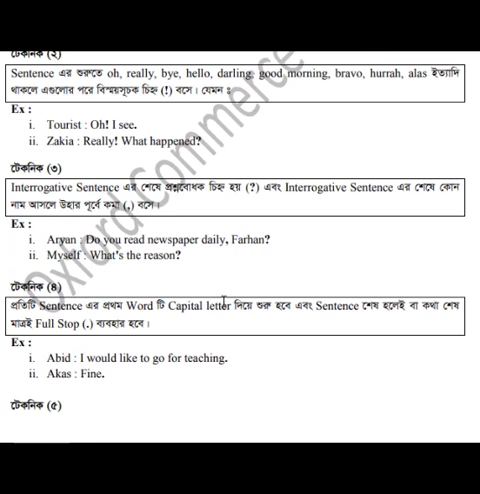 টেকনিক (২)
Sentence এর শুরুতে oh, really, bye, hello, darling, good morning, bravo, hurrah, alas ইত্যাদি
থাকলে এগুলোর পরে বিস্ময়সূচক চিহ্ন (!) বসে। যেমন ঃ
Ex :
i. Tourist : Oh! I see.
ii. Zakia : Really! What happened?
টেকনিক (৩)
Interrogative Sentence এর শেষে প্রশ্নবোধক চিহ্ন হয় (?) এবং Interrogative Sentence এর শেষে কোন
নাম আসলে উহার পূর্বে কমা (,) বসে।
Ex :
i. Aryan : Do you read newspaper daily, Farhan?
ii. Myself : What's the reason?
টেকনিক (৪)
প্রতিটি Sentence এর প্রথম Word টি Capital letter দিয়ে শুরু হবে এবং Sentence শেষ হলেই বা কথা শেষ
মাত্রই Full Stop (.) ব্যবহার হবে।
Ex :
i. Abid : I would like to go for teaching.
ii. Akas : Fine.
টেকনিক (৫)
Oxford Commerce